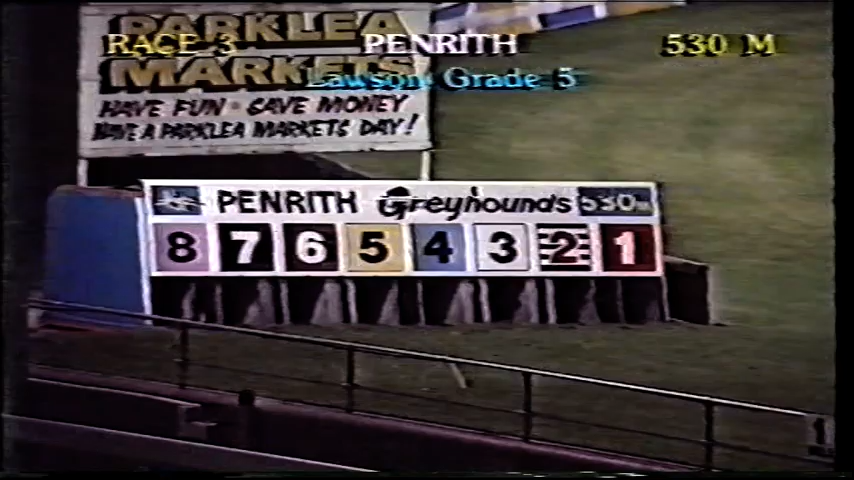 PARKLEA
RACE 3 PENRITH 530 M
MARKETS
Lawson Grade 5
HAVE FUN · SAVE MONEY
HAVE A PARKLEA MARKETS DAY!
PENRITH Greyhounds 530m
8 7 6 5 4 3 2 1
1